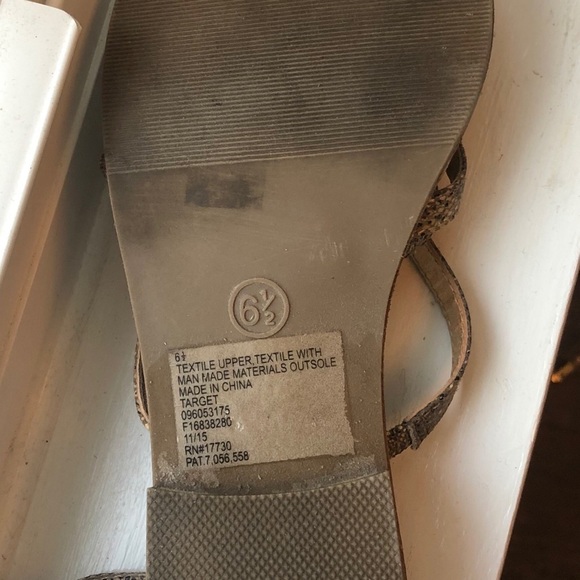 6½
6½
TEXTILE UPPER,TEXTILE WITH
MAN MADE MATERIALS OUTSOLE
MADE IN CHINA
TARGET
096053175
F16838280
11/15
RN#17730
PAT.7,056,558